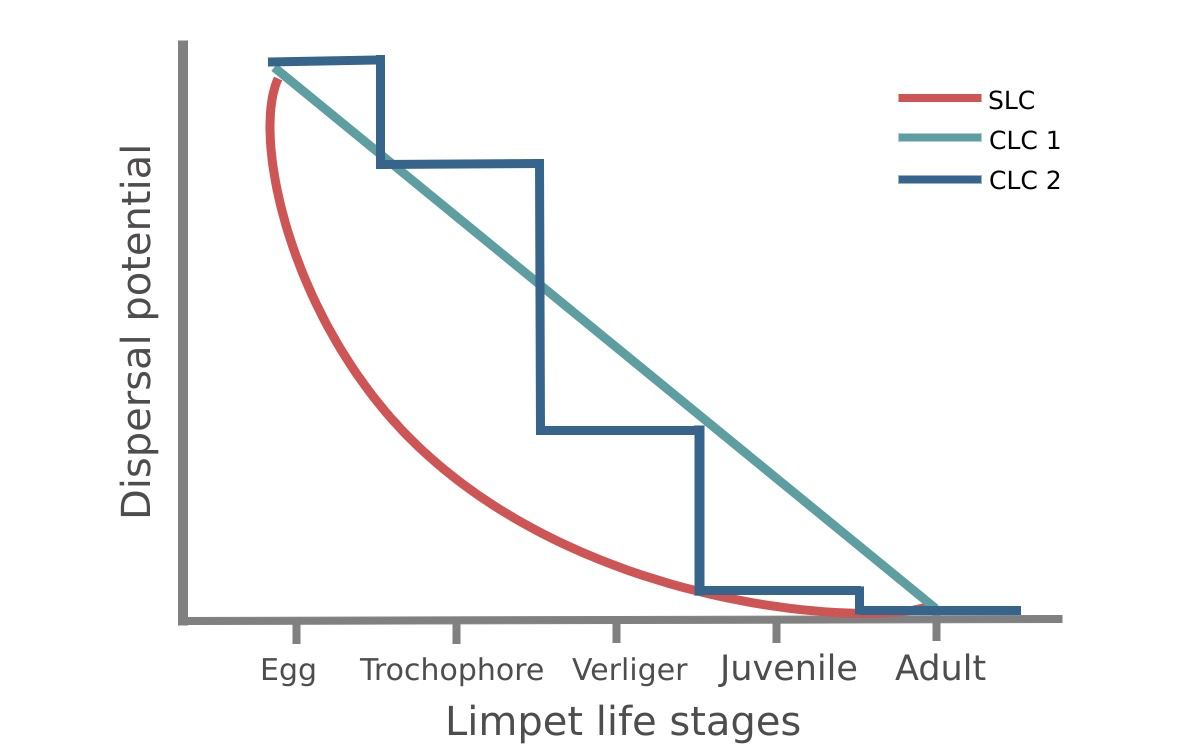 Dispersal potential
SLC
CLC 1
CLC 2
Egg Trochophore Verliger Juvenile Adult
Limpet life stages